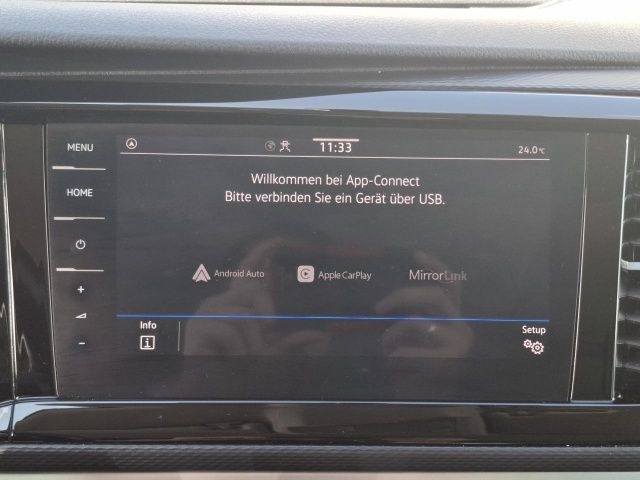 MENU
HOME
11:33
24.0°C
Willkommen bei App-Connect
Bitte verbinden Sie ein Gerät über USB.
Android Auto
Apple CarPlay
MirrorLink
Info
Setup